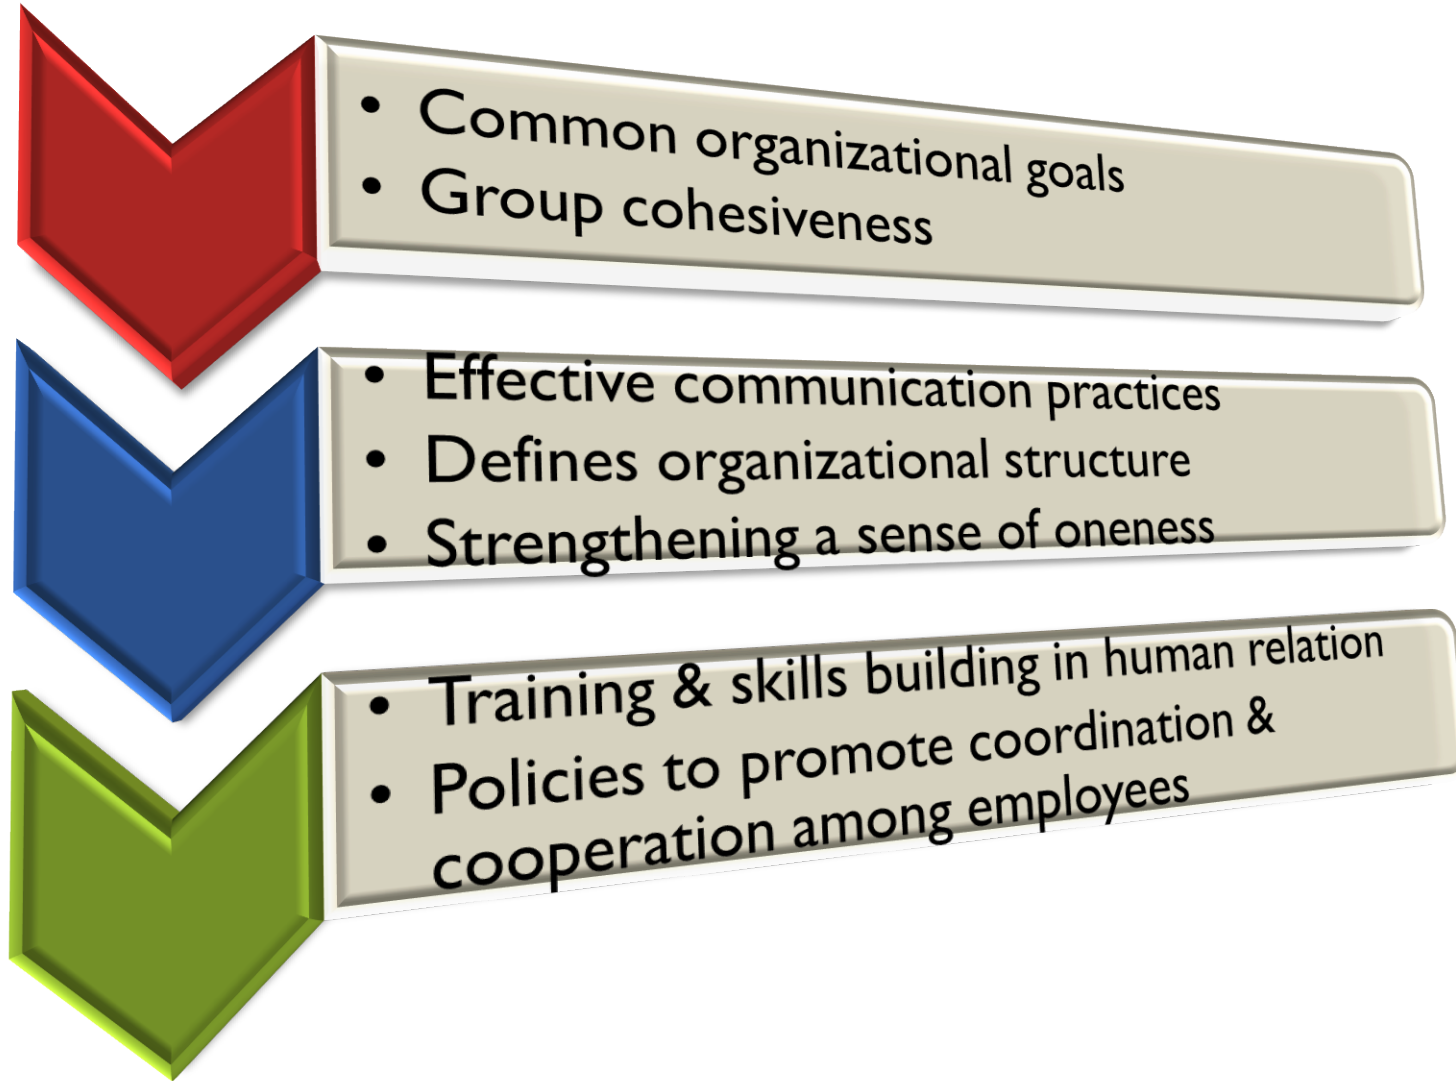 • Common organizational goals
• Group cohesiveness
• Effective communication practices
• Defines organizational structure
• Strengthening a sense of oneness
• Training & skills building in human relation
• Policies to promote coordination &
cooperation among employees